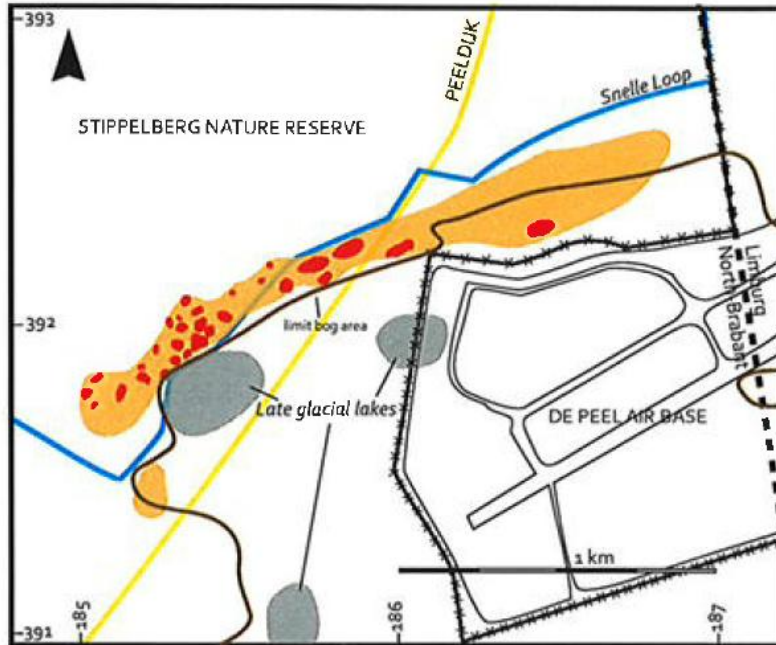 393
PEELDIJK
Snelle Loop
STIPPELBERG NATURE RESERVE
Limburg
North Brabant
392
limit bog area
Late glacial lakes
DE PEEL AIR BASE
1 km
185
186
187
391